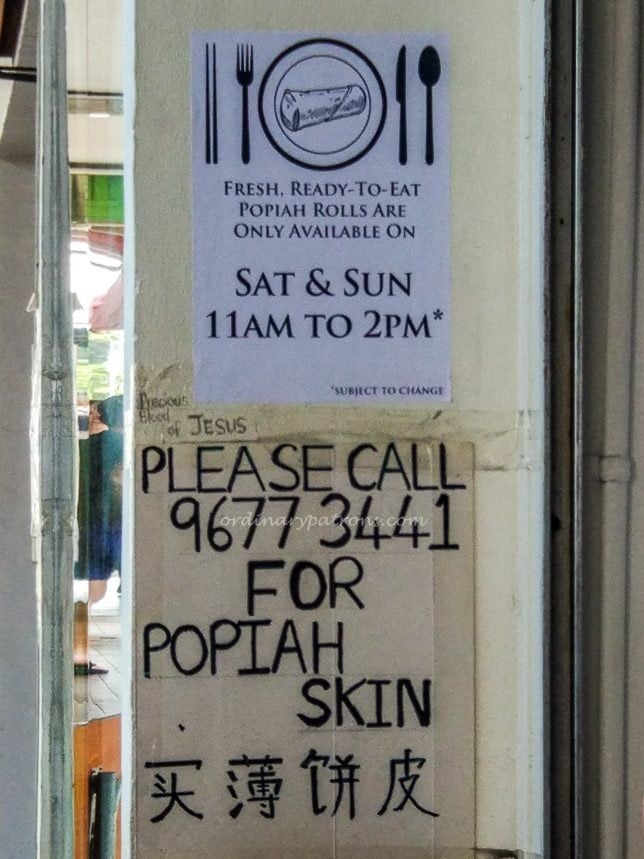 FRESH, READY-TO-EAT
POPIAH ROLLS ARE
ONLY AVAILABLE ON
SAT & SUN
11AM TO 2PM*
*SUBJECT TO CHANGE
Precious
Blood
of JESUS
PLEASE CALL
9677 3441
ordinarypatrons.com
FOR
POPIAH
SKIN
买薄饼皮